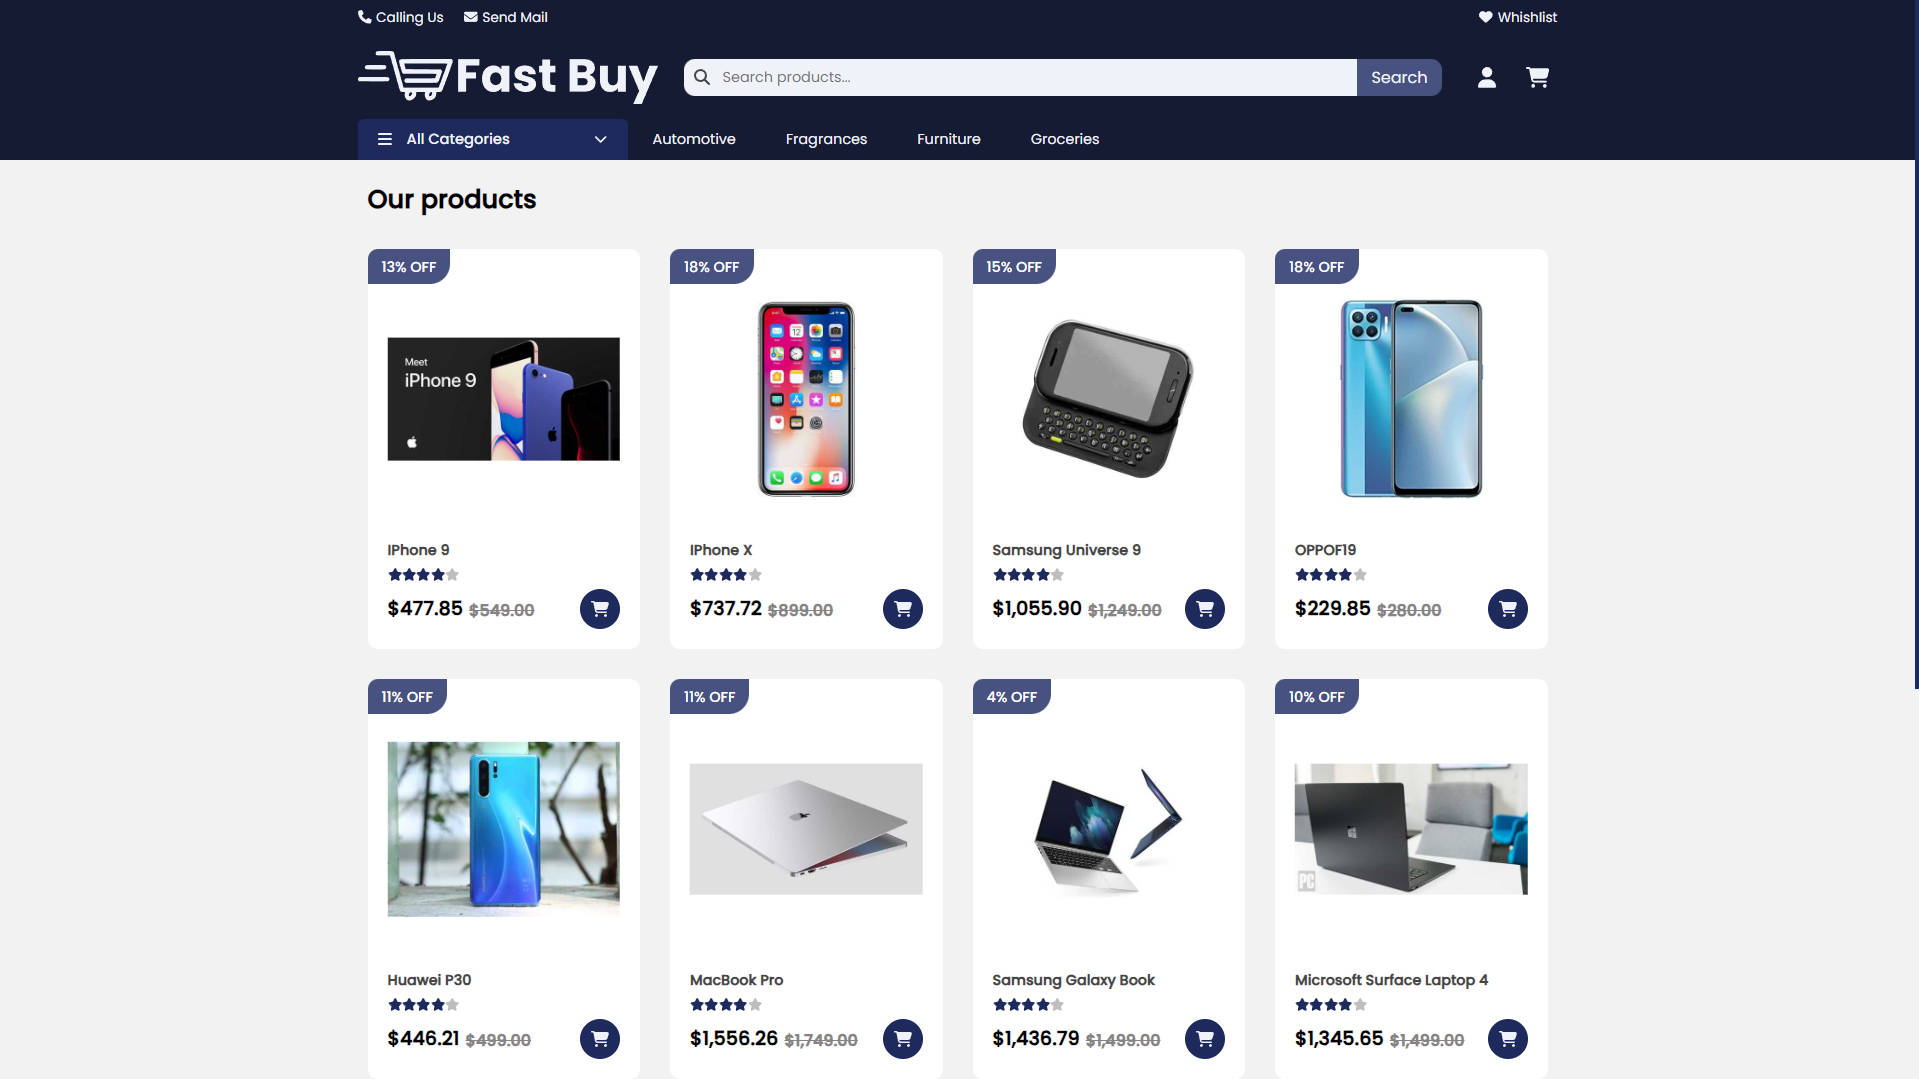 Calling Us
Send Mail
Whishlist
Fast Buy
Search products...
Search
All Categories
Automotive
Fragrances
Furniture
Groceries
Our products
13% OFF
Meet
iPhone 9
IPhone 9
$477.85 $549.00
18% OFF
12
IPhone X
$737.72 $899.00
15% OFF
Samsung Universe 9
$1,055.90 $1,249.00
18% OFF
OPPOF19
$229.85 $280.00
11% OFF
Huawei P30
$446.21 $499.00
11% OFF
MacBook Pro
$1,556.26 $1,749.00
4% OFF
Samsung Galaxy Book
$1,436.79 $1,499.00
10% OFF
PC
Microsoft Surface Laptop 4
$1,345.65 $1,499.00